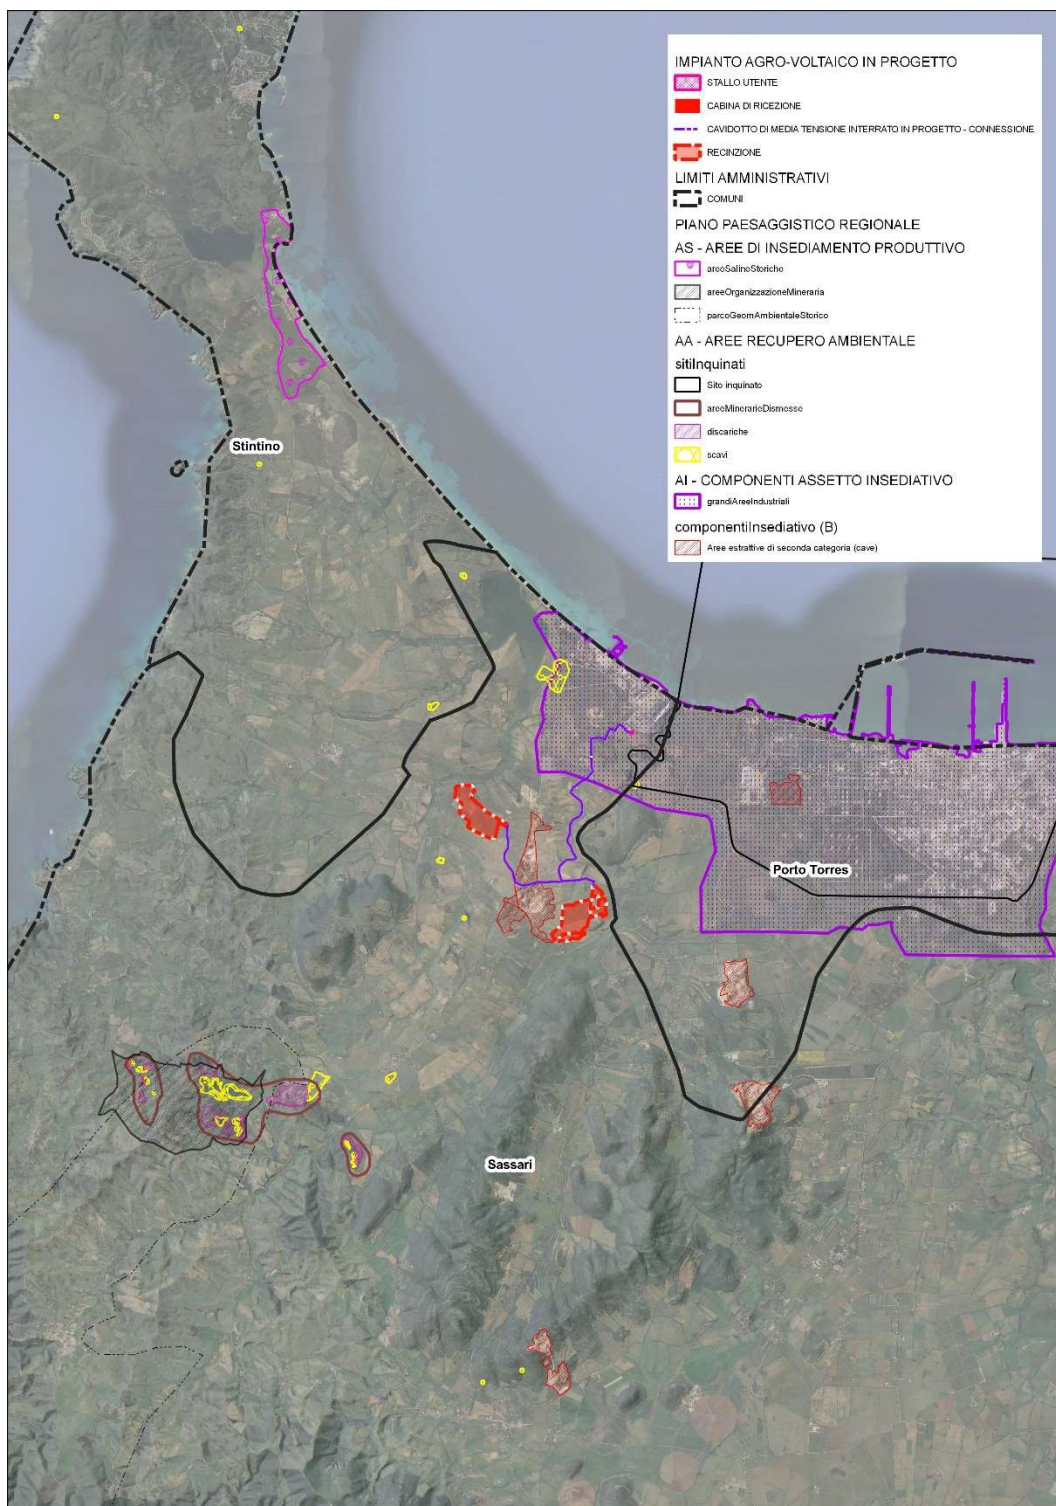 IMPIANTO AGRO-VOLTAICO IN PROGETTO
STALLO UTENTE
CABINA DI RICEZIONE
CAVIDOTTO DI MEDIA TENSIONE INTERRATO IN PROGETTO - CONNESSIONE
RECINZIONE
LIMITI AMMINISTRATIVI
COMUNI
PIANO PAESAGGISTICO REGIONALE
AS - AREE DI INSEDIAMENTO PRODUTTIVO
areeSalineStoriche
areeOrganizzazioneMineraria
parcoGeomAmbientaleStorico
AA - AREE RECUPERO AMBIENTALE
sitiInquinati
Sito inquinato
areeMinerarieDismesse
discariche
scavi
AI - COMPONENTI ASSETTO INSEDIATIVO
grandiAreeIndustriali
componentiInsediativo (B)
Aree estrattive di seconda categoria (cave)
Stintino
Porto Torres
Sassari